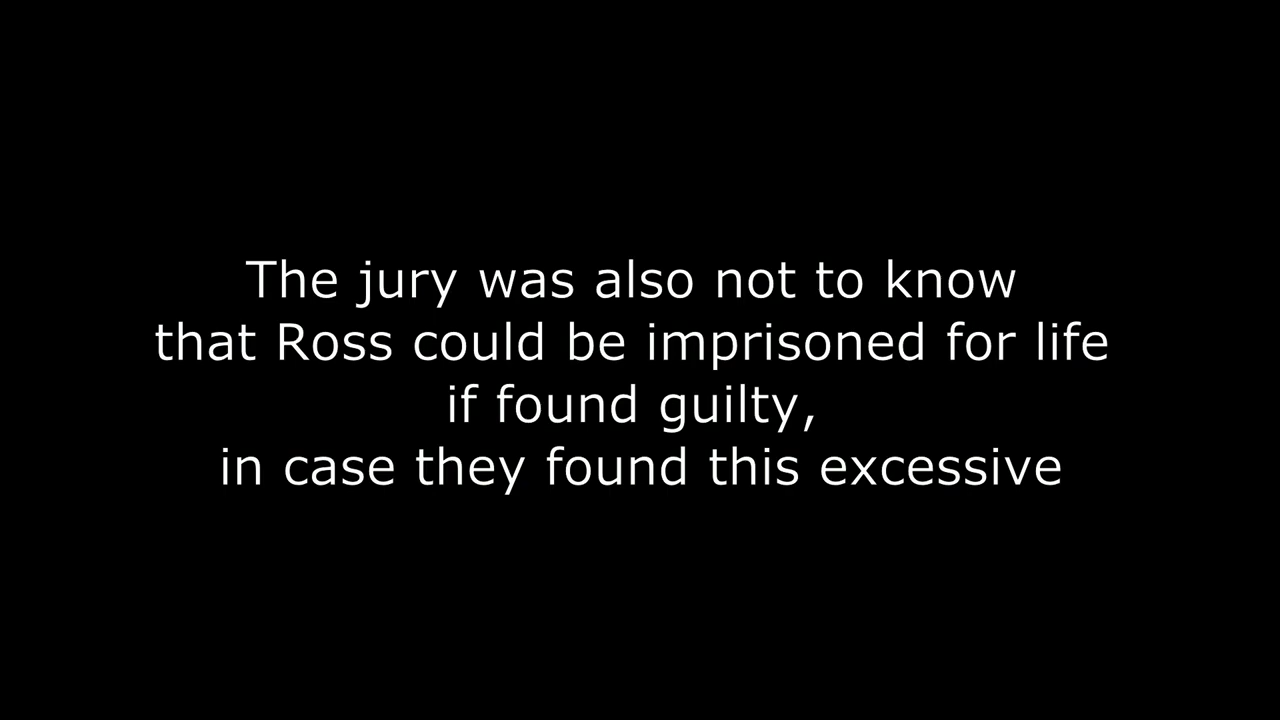 The jury was also not to know
that Ross could be imprisoned for life
if found guilty,
in case they found this excessive